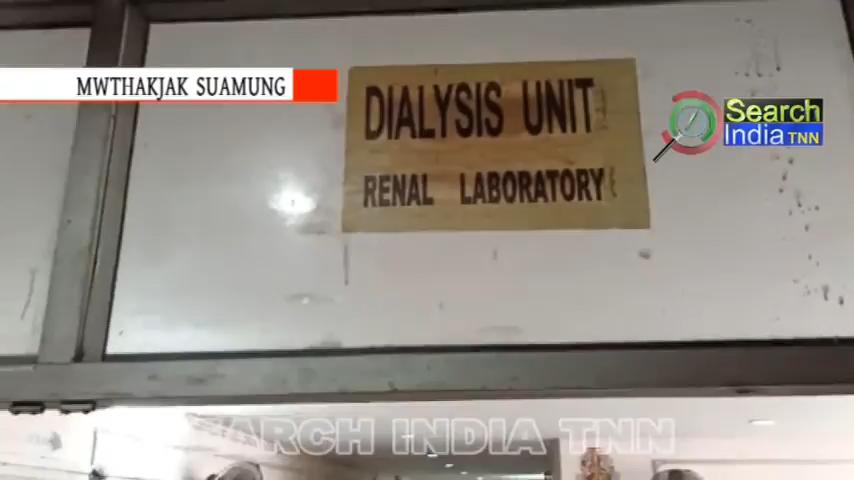 MWTHAKJAK SUAMUNG
DIALYSIS UNIT
RENAL LABORATORY
Search
India TNN
SEARCH INDIA TNN